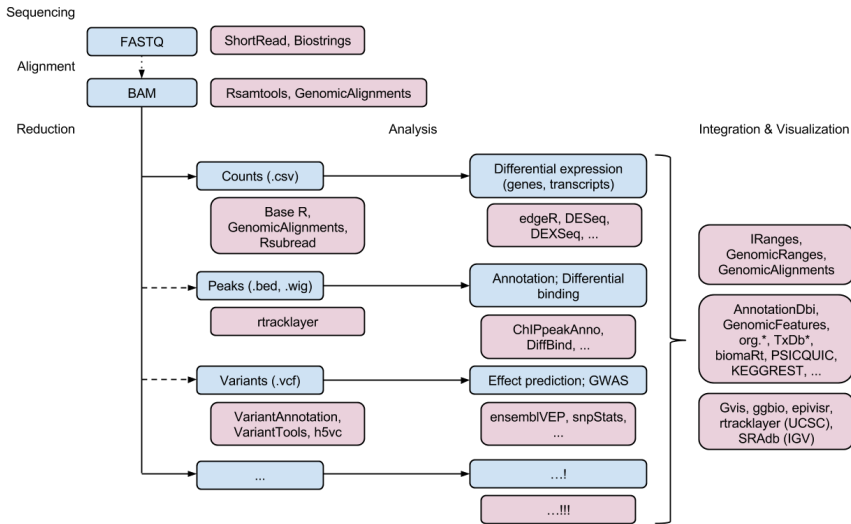 Sequencing
FASTQ
ShortRead, Biostrings
Alignment
BAM
Rsamtools, GenomicAlignments
Reduction
Analysis
Integration & Visualization
Counts (.csv)
Differential expression
(genes, transcripts)
Base R,
GenomicAlignments,
Rsubread
edgeR, DESeq,
DEXSeq, ...
Peaks (.bed, .wig)
Annotation; Differential
binding
rtracklayer
ChIPpeakAnno,
DiffBind, ...
Variants (.vcf)
Effect prediction; GWAS
VariantAnnotation,
VariantTools, h5vc
ensemblVEP, snpStats,
...
...
...!
...!!!
IRanges,
GenomicRanges,
GenomicAlignments
AnnotationDbi,
GenomicFeatures,
org.*, TxDb*,
biomaRt, PSICQUIC,
KEGGREST, ...
Gvis, ggbio, epivisr,
rtracklayer (UCSC),
SRAdb (IGV)